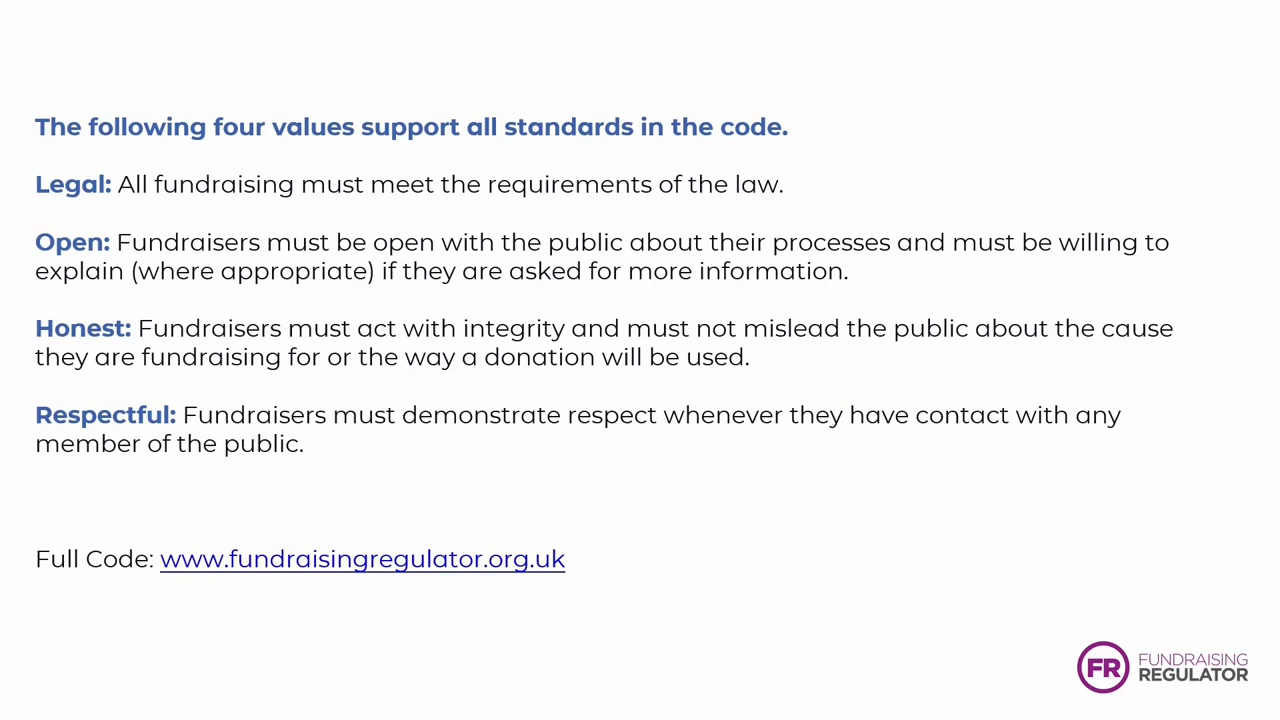 The following four values support all standards in the code.
Legal: All fundraising must meet the requirements of the law.
Open: Fundraisers must be open with the public about their processes and must be willing to
explain (where appropriate) if they are asked for more information.
Honest: Fundraisers must act with integrity and must not mislead the public about the cause
they are fundraising for or the way a donation will be used.
Respectful: Fundraisers must demonstrate respect whenever they have contact with any
member of the public.
Full Code: www.fundraisingregulator.org.uk
FR FUNDRAISING
REGULATOR